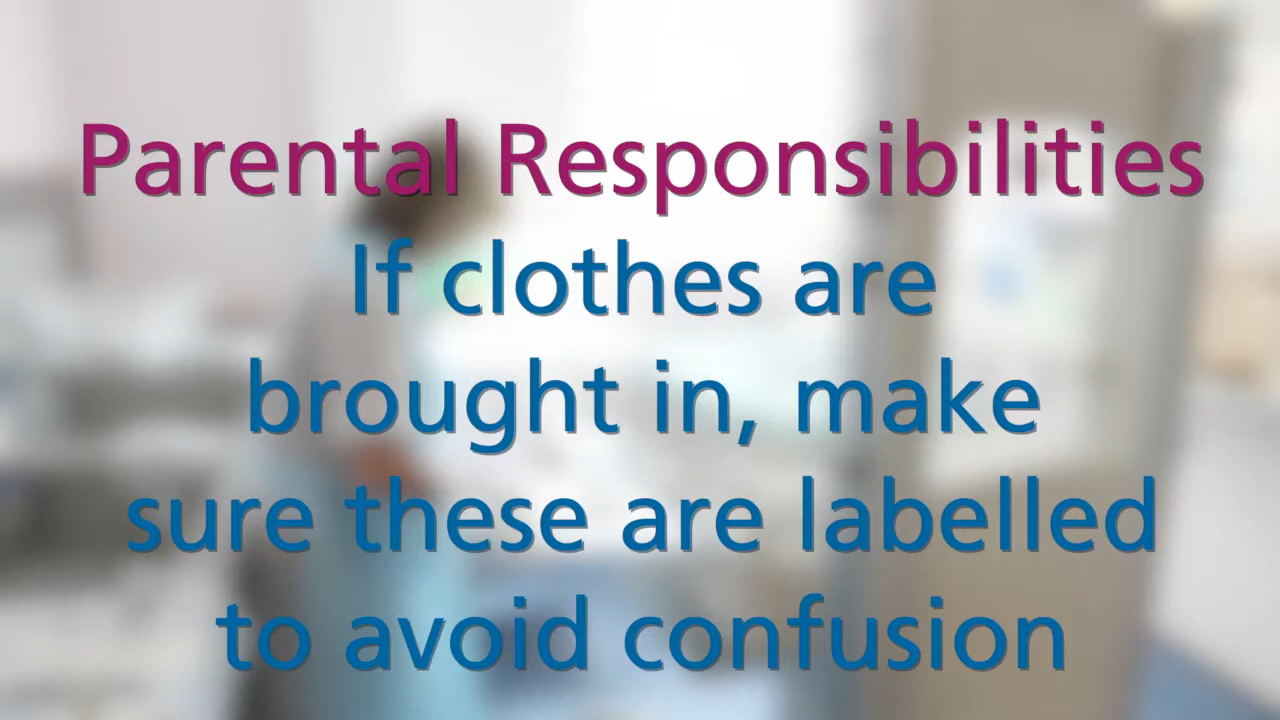 Parental Responsibilities
If clothes are
brought in, make
sure these are labelled
to avoid confusion